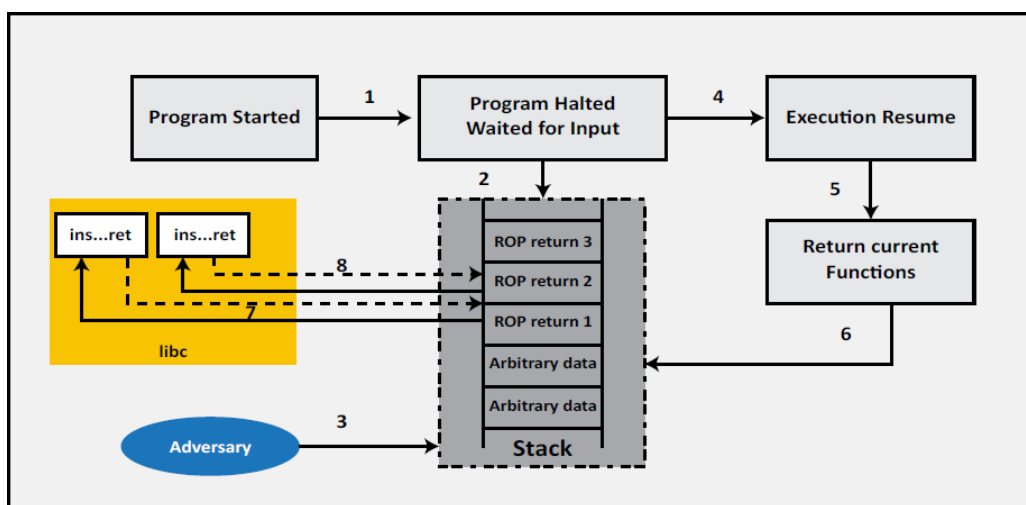 1
4
Program Started
Program Halted
Waited for Input
Execution Resume
2
5
ins...ret
ins...ret
ROP return 3
Return current
Functions
8
ROP return 2
7
ROP return 1
6
libc
Arbitrary data
Arbitrary data
3
Adversary
Stack